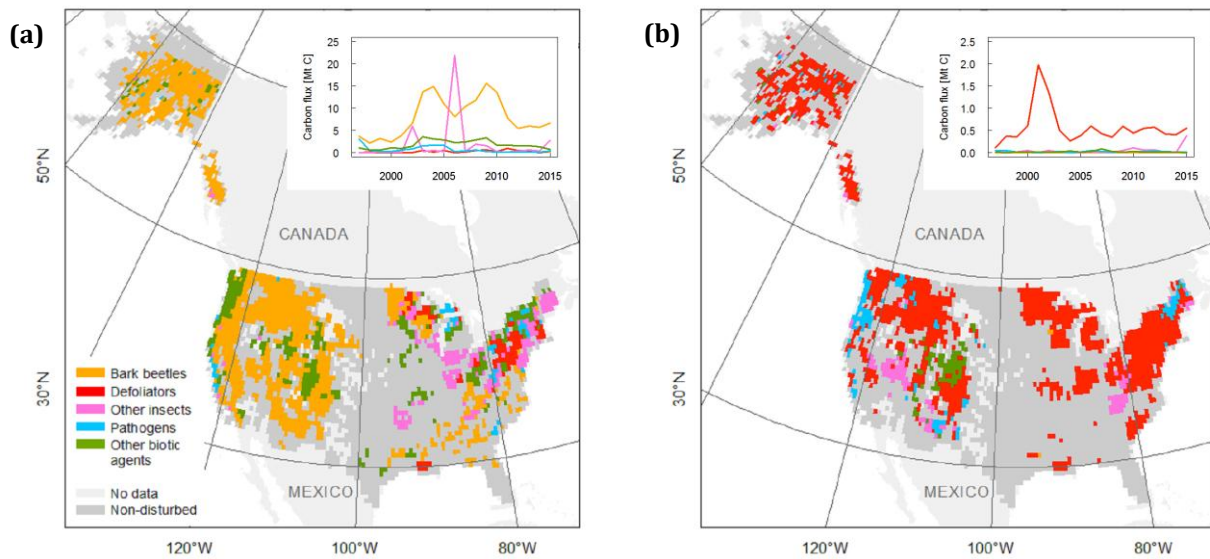 (a)
Carbon flux [Mt C]
25
20
15
10
5
0
2000
2005
2010
2015
50°N
30°N
CANADA
MEXICO
Bark beetles
Defoliators
Other insects
Pathogens
Other biotic
agents
No data
Non-disturbed
120°W
100°W
80°W
(b)
Carbon flux [Mt C]
2.5
2.0
1.5
1.0
0.5
0.0
2000
2005
2010
2015
50°N
30°N
CANADA
MEXICO
120°W
100°W
80°W